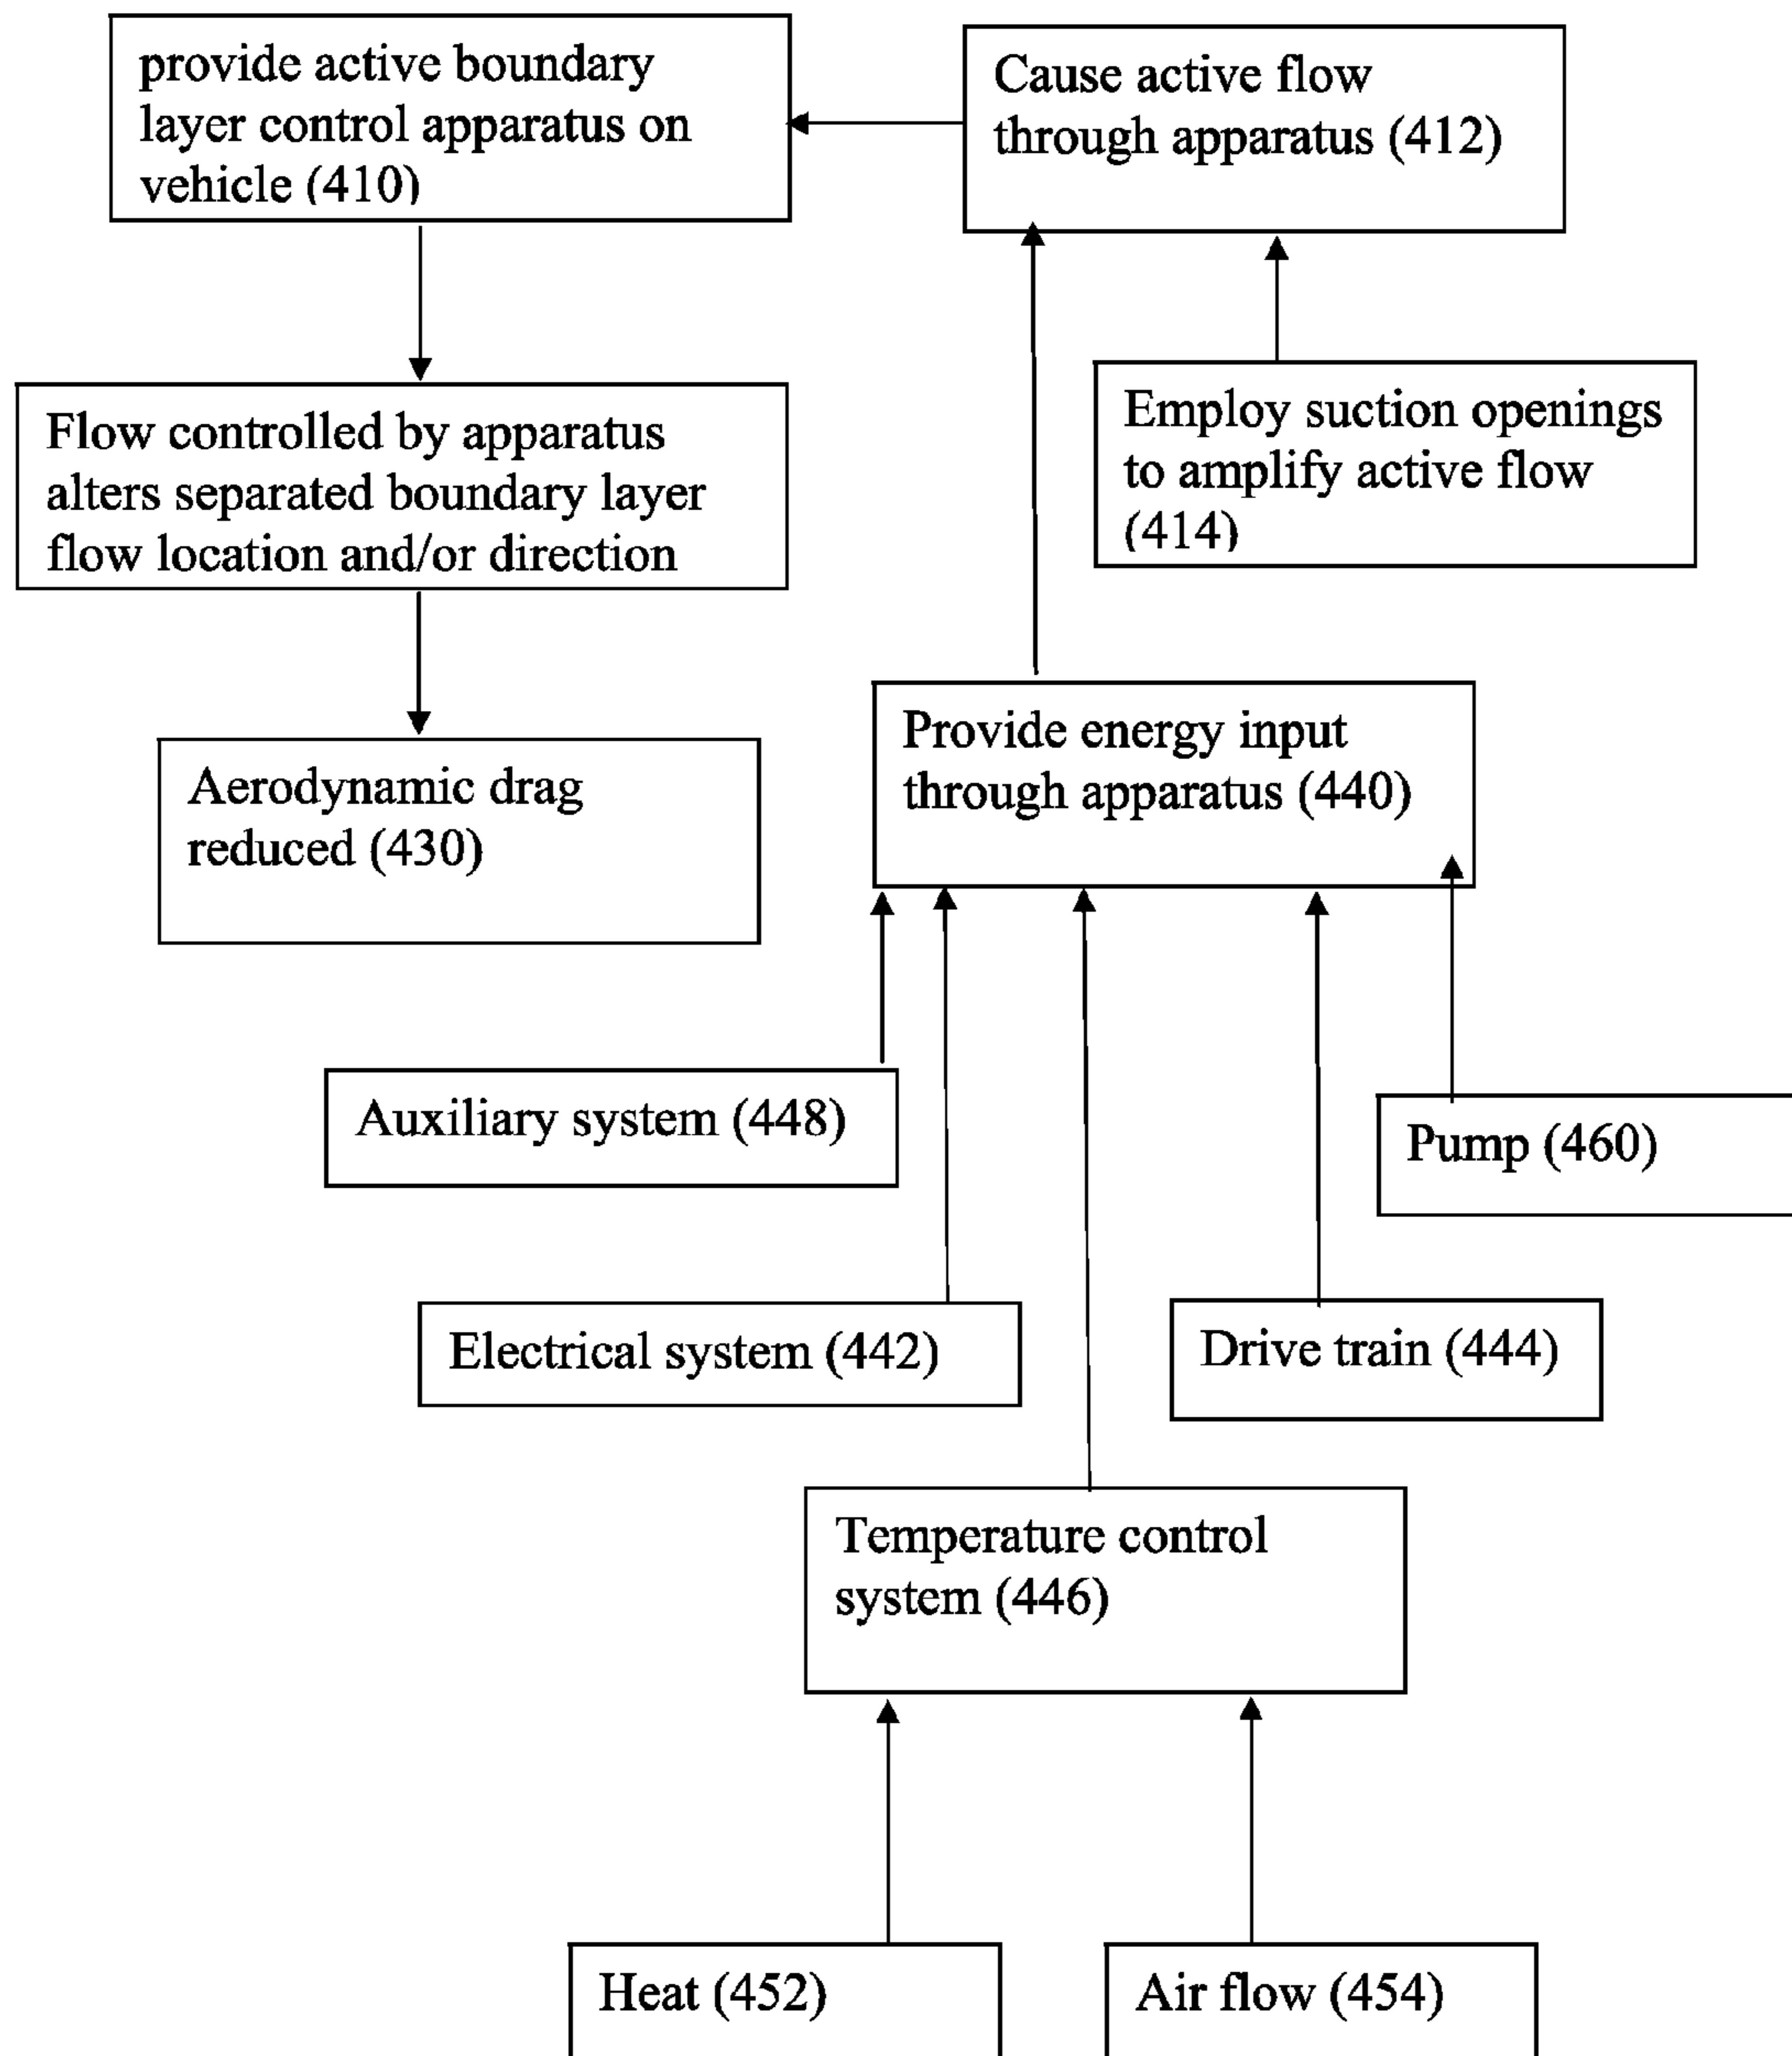 provide active boundary
layer control apparatus on
vehicle (410)
Cause active flow
through apparatus (412)
Flow controlled by apparatus
alters separated boundary layer
flow location and/or direction
Employ suction openings
to amplify active flow
(414)
Aerodynamic drag
reduced (430)
Provide energy input
through apparatus (440)
Auxiliary system (448)
Pump (460)
Electrical system (442)
Drive train (444)
Temperature control
system (446)
Heat (452)
Air flow (454)